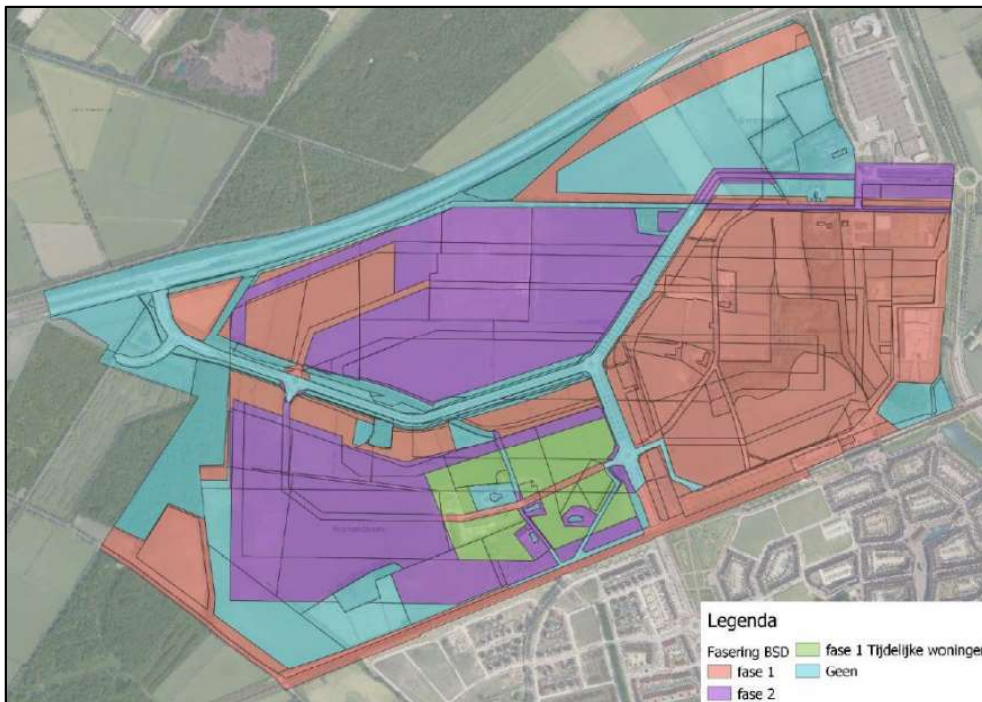 Legenda
Fasering BSD
fase 1
fase 2
fase 1 Tijdelijke woningen
Geen